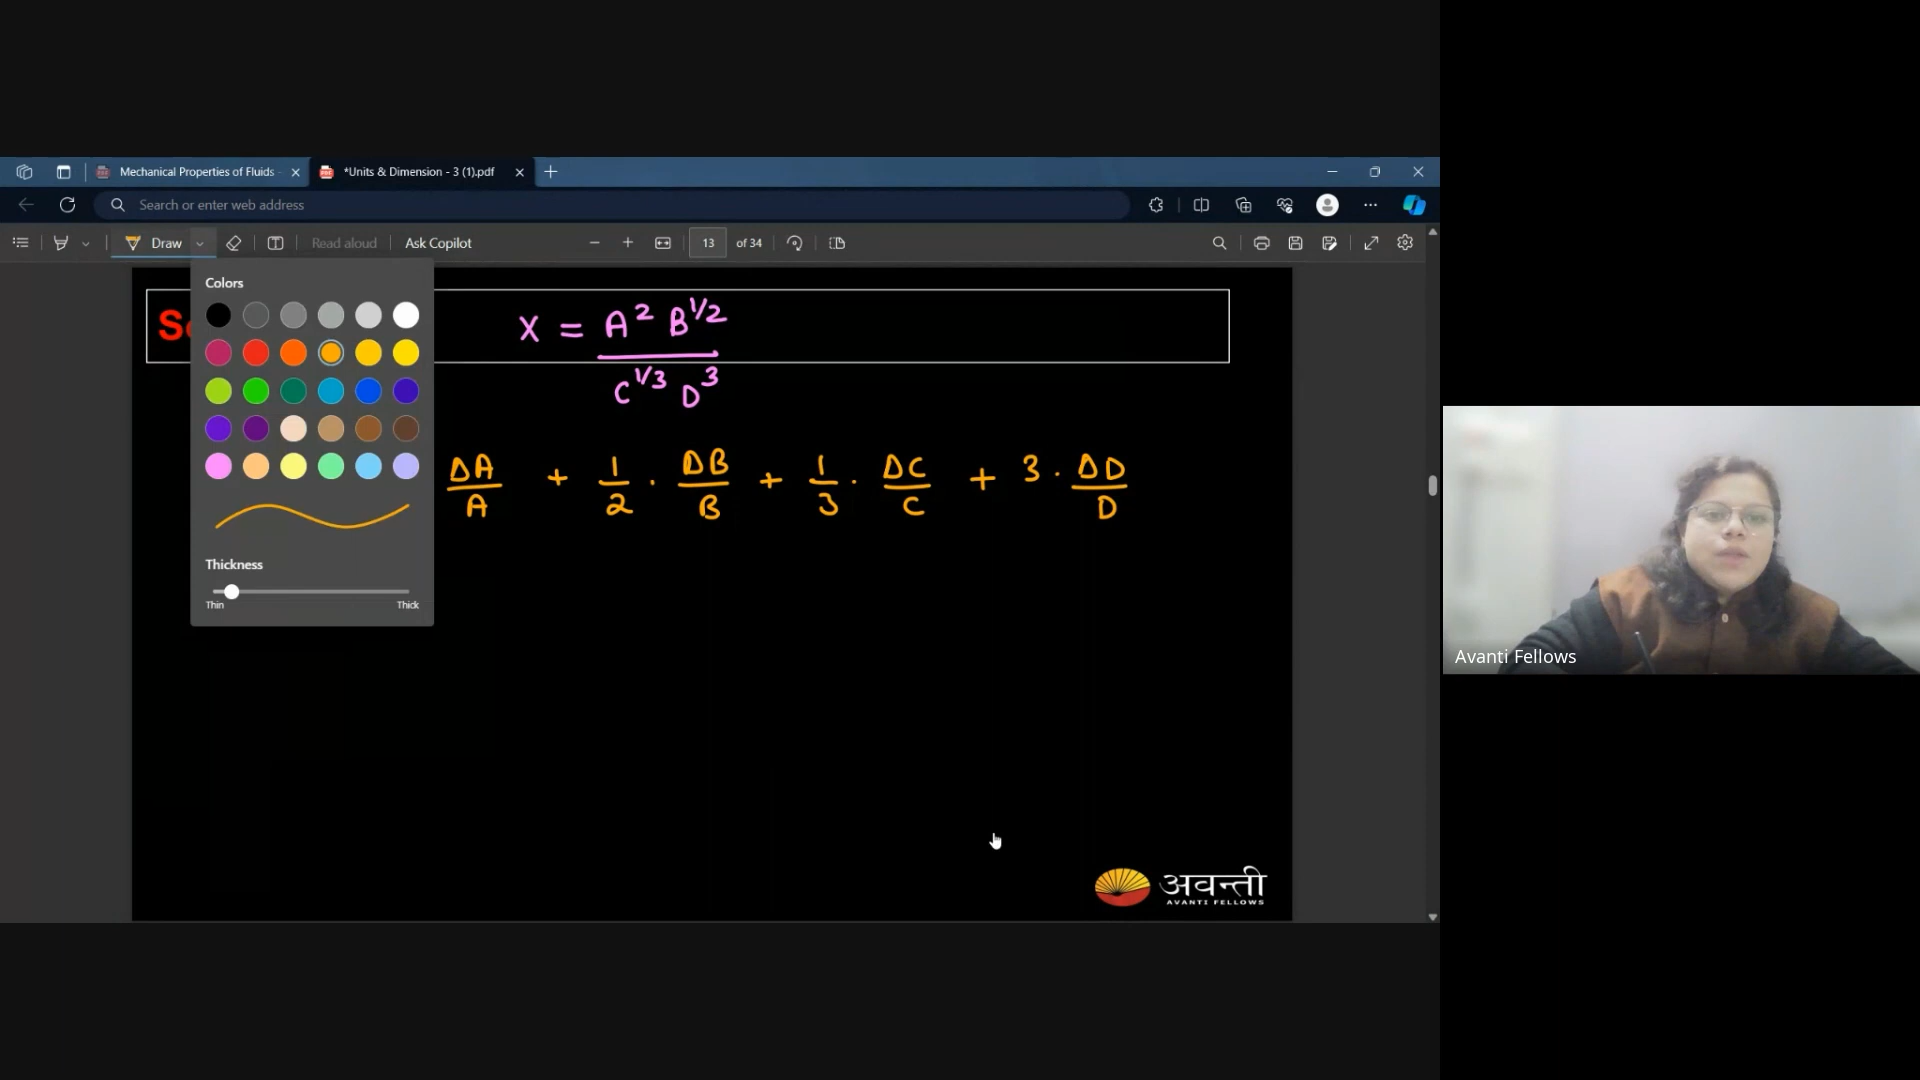 Mechanical Properties of Fluids -
*Units & Dimension - 3 (1).pdf
Search or enter web address
Draw
Read aloud
Ask Copilot
13 of 34
Colors
Thickness
Thin Thick
X = A² B^1/2
C^1/3 D³
ΔA/A + 1/2 · ΔB/B + 1/3 · ΔC/C + 3 · ΔD/D
Avanti Fellows
अवन्ती
AVANTI FELLOWS